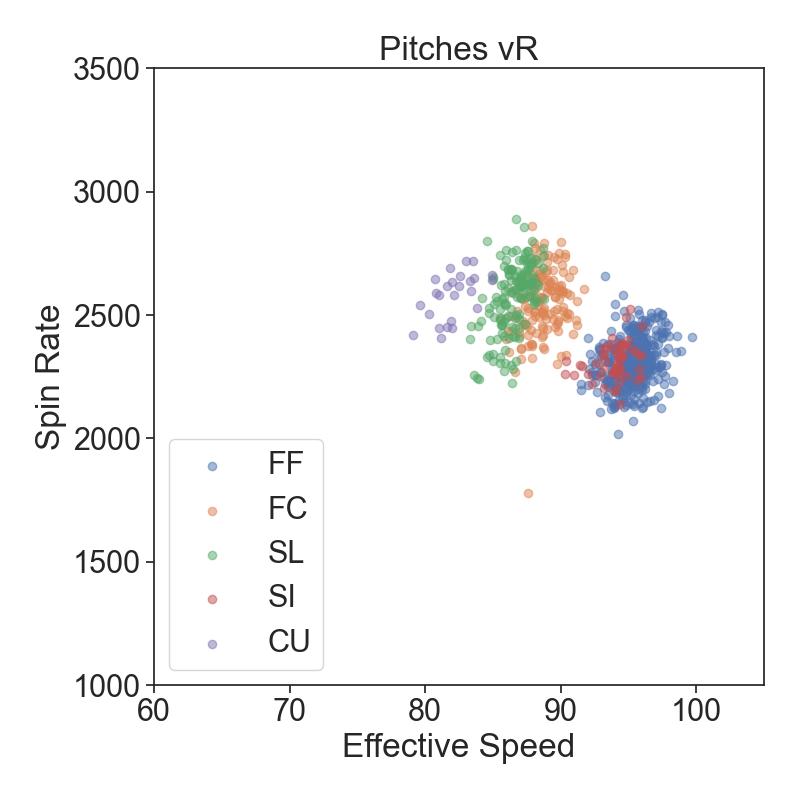 Pitches vR
3500
3000
2500
2000
1500
1000
Spin Rate
FF
FC
SL
SI
CU
60 70 80 90 100
Effective Speed